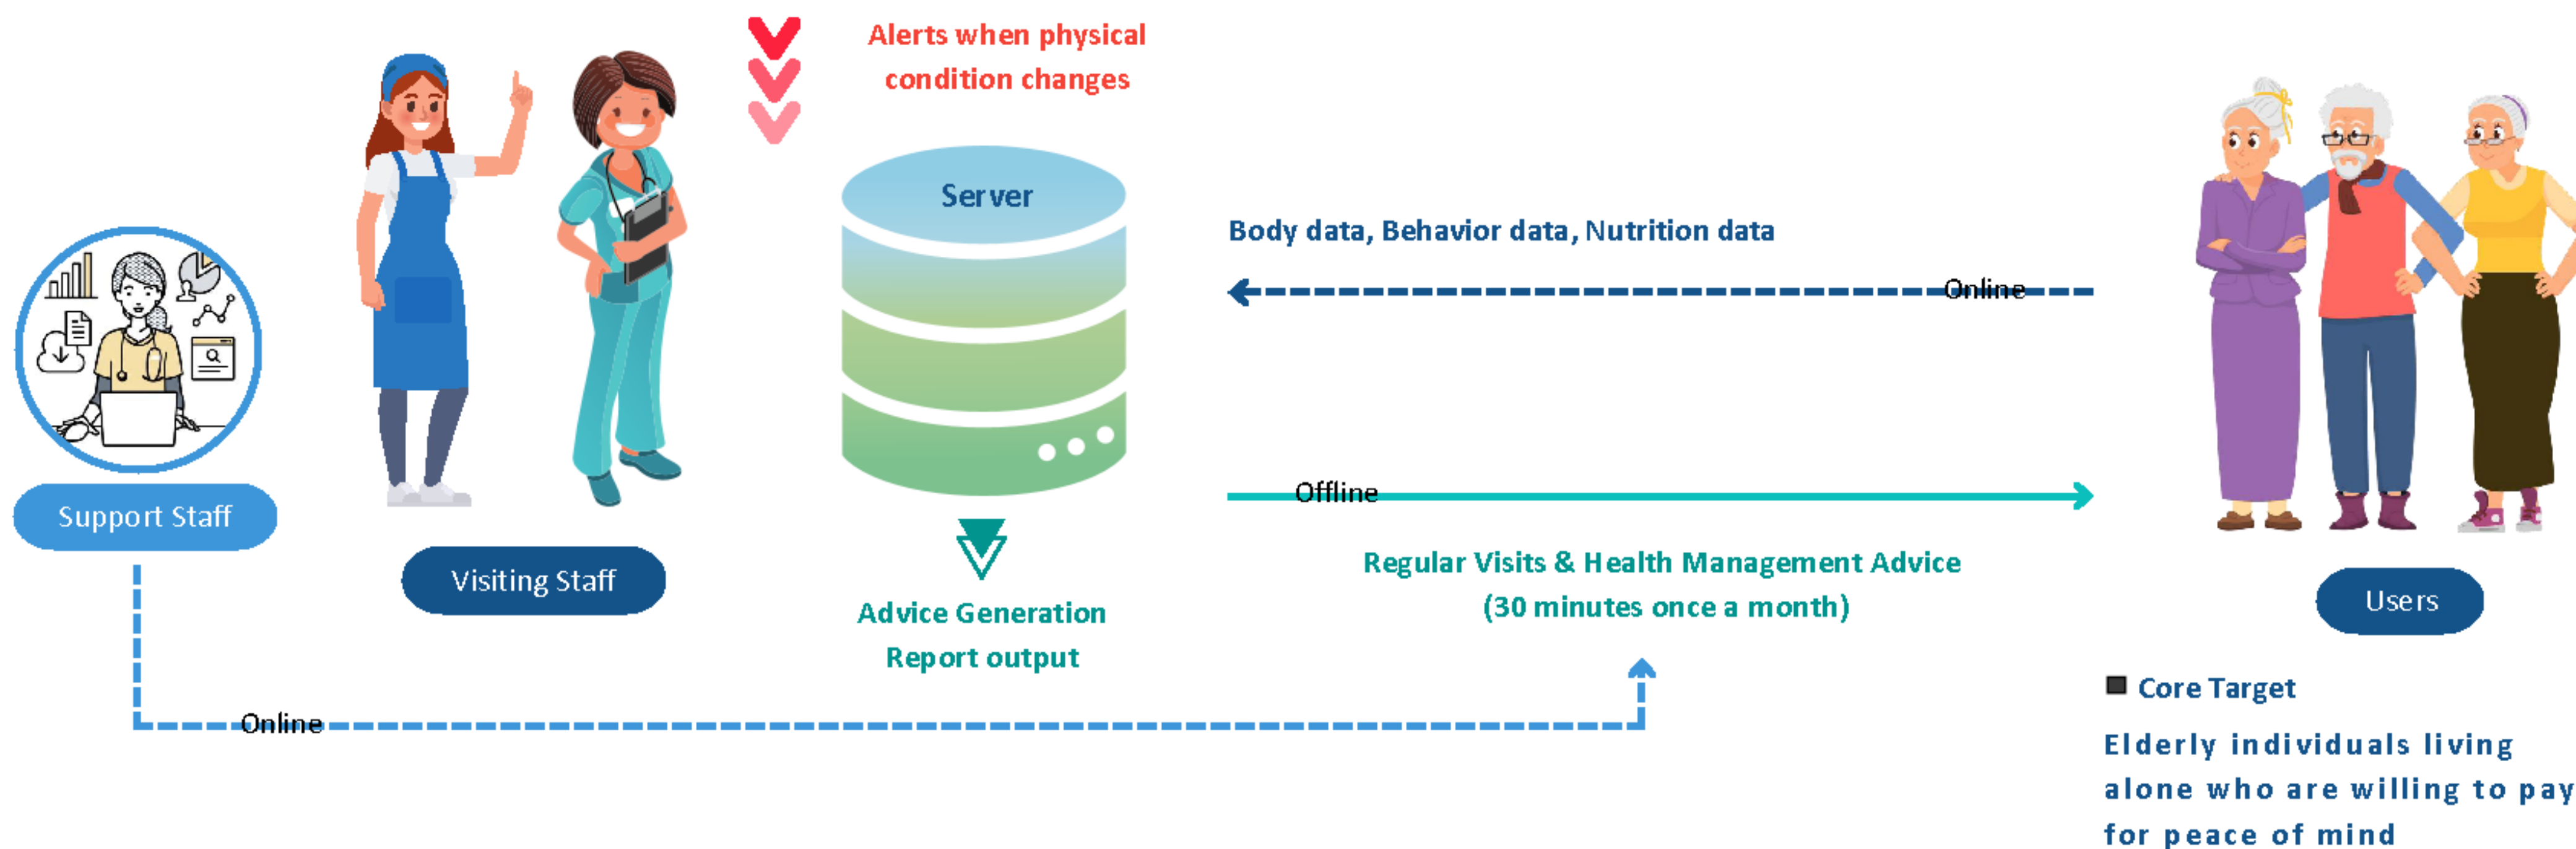 Alerts when physical
condition changes
Server
Body data, Behavior data, Nutrition data
Online
Offline
Support Staff
Visiting Staff
Regular Visits & Health Management Advice
(30 minutes once a month)
Users
Advice Generation
Report output
Online
Core Target
Elderly individuals living
alone who are willing to pay
for peace of mind